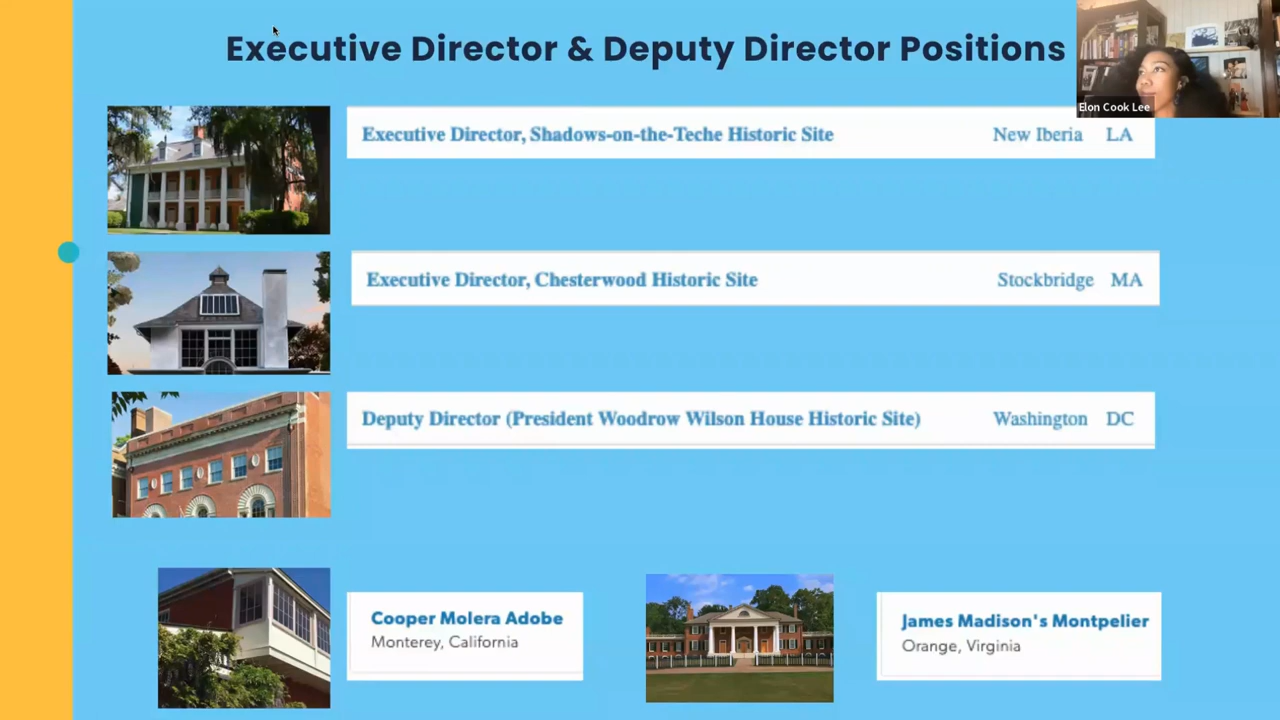 Executive Director & Deputy Director Positions
Elon Cook Lee
Executive Director, Shadows-on-the-Teche Historic Site New Iberia LA
Executive Director, Chesterwood Historic Site Stockbridge MA
Deputy Director (President Woodrow Wilson House Historic Site) Washington DC
Cooper Molera Adobe
Monterey, California
James Madison's Montpelier
Orange, Virginia